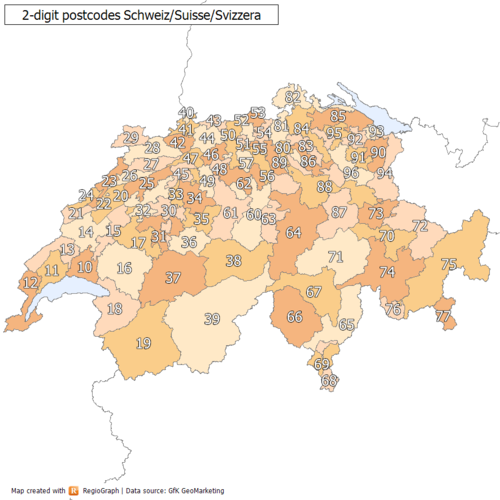 2-digit postcodes Schweiz/Suisse/Svizzera
82
40 43 52 53 85
41 50 54 81 84 95 93
29 42 44 51 55 80 83 92
28 47 46 57 89 86 91 90
27 45 48 56 96 94
23 26 25 49 62 88
24 20 33 34
22 32 30 35 61 60 63 87 73
21 15 31 64 72
14 17 36 70
13 16 38 71 75
11 10 37 74
12 67
18 39 66 65 76 77
19 69
68
Map created with RegioGraph | Data source: GfK GeoMarketing